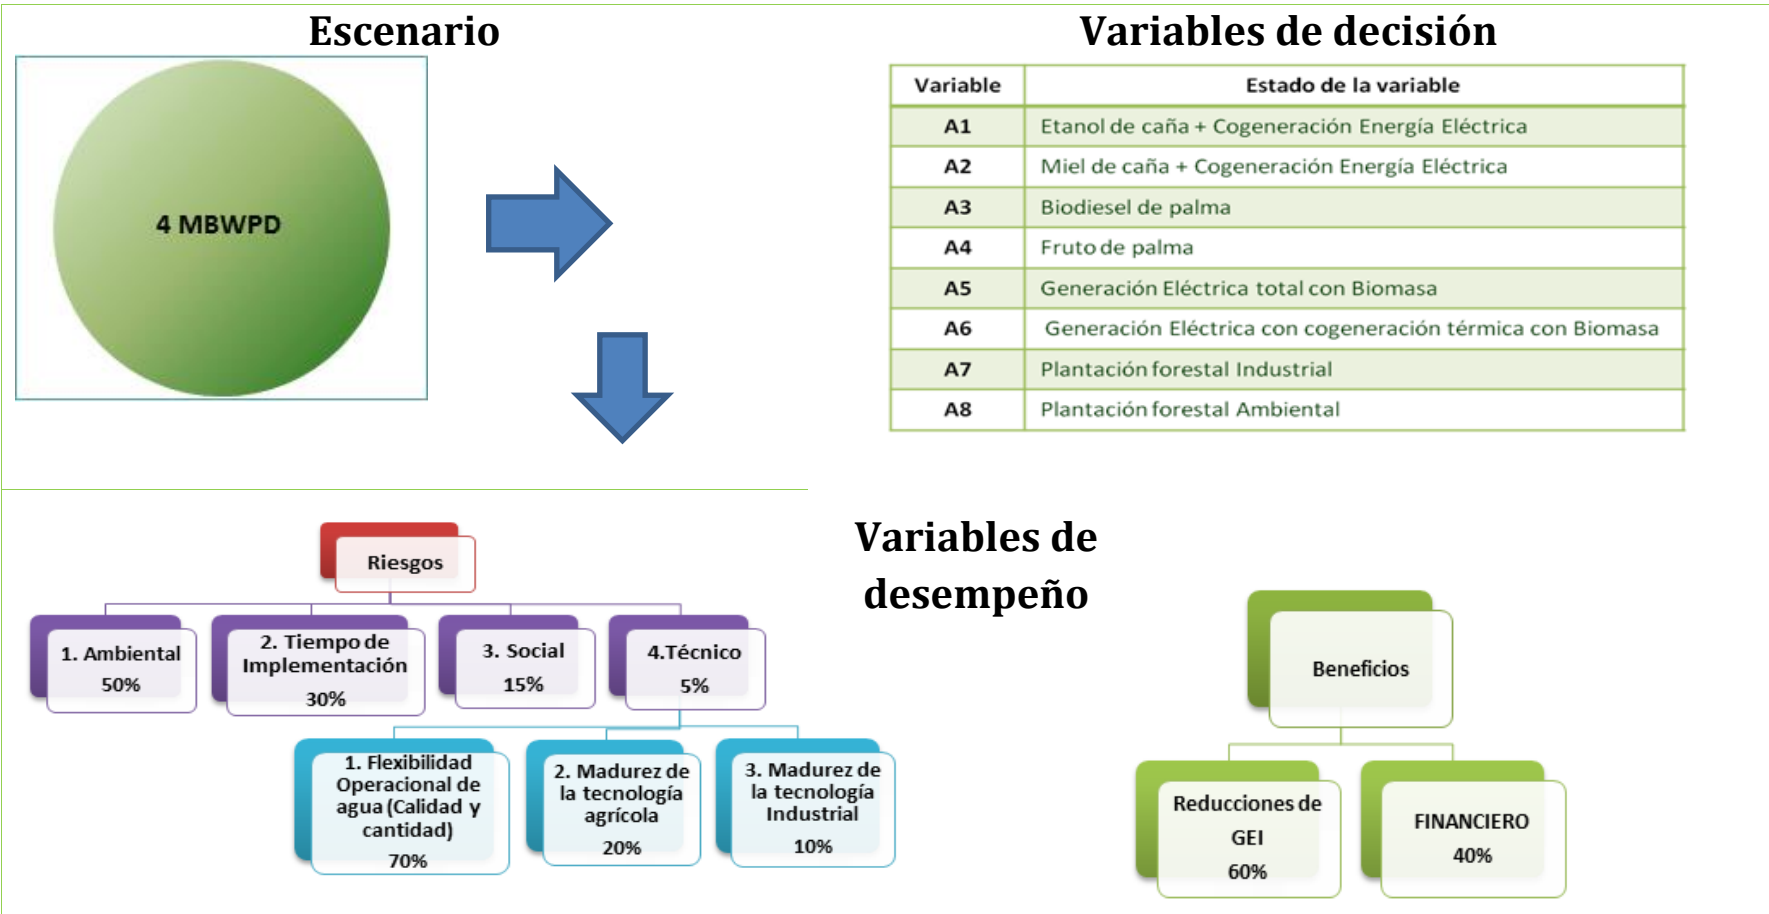 Escenario
4 MBWPD
Variables de decisión
Variable Estado de la variable
A1 Etanol de caña + Cogeneración Energía Eléctrica
A2 Miel de caña + Cogeneración Energía Eléctrica
A3 Biodiesel de palma
A4 Fruto de palma
A5 Generación Eléctrica total con Biomasa
A6 Generación Eléctrica con cogeneración térmica con Biomasa
A7 Plantación forestal Industrial
A8 Plantación forestal Ambiental
Variables de
desempeño
Riesgos
1. Ambiental
50%
2. Tiempo de
Implementación
30%
3. Social
15%
4.Técnico
5%
1. Flexibilidad
Operacional de
agua (Calidad y
cantidad)
70%
2. Madurez de
la tecnología
agrícola
20%
3. Madurez de
la tecnología
Industrial
10%
Beneficios
Reducciones de
GEI
60%
FINANCIERO
40%